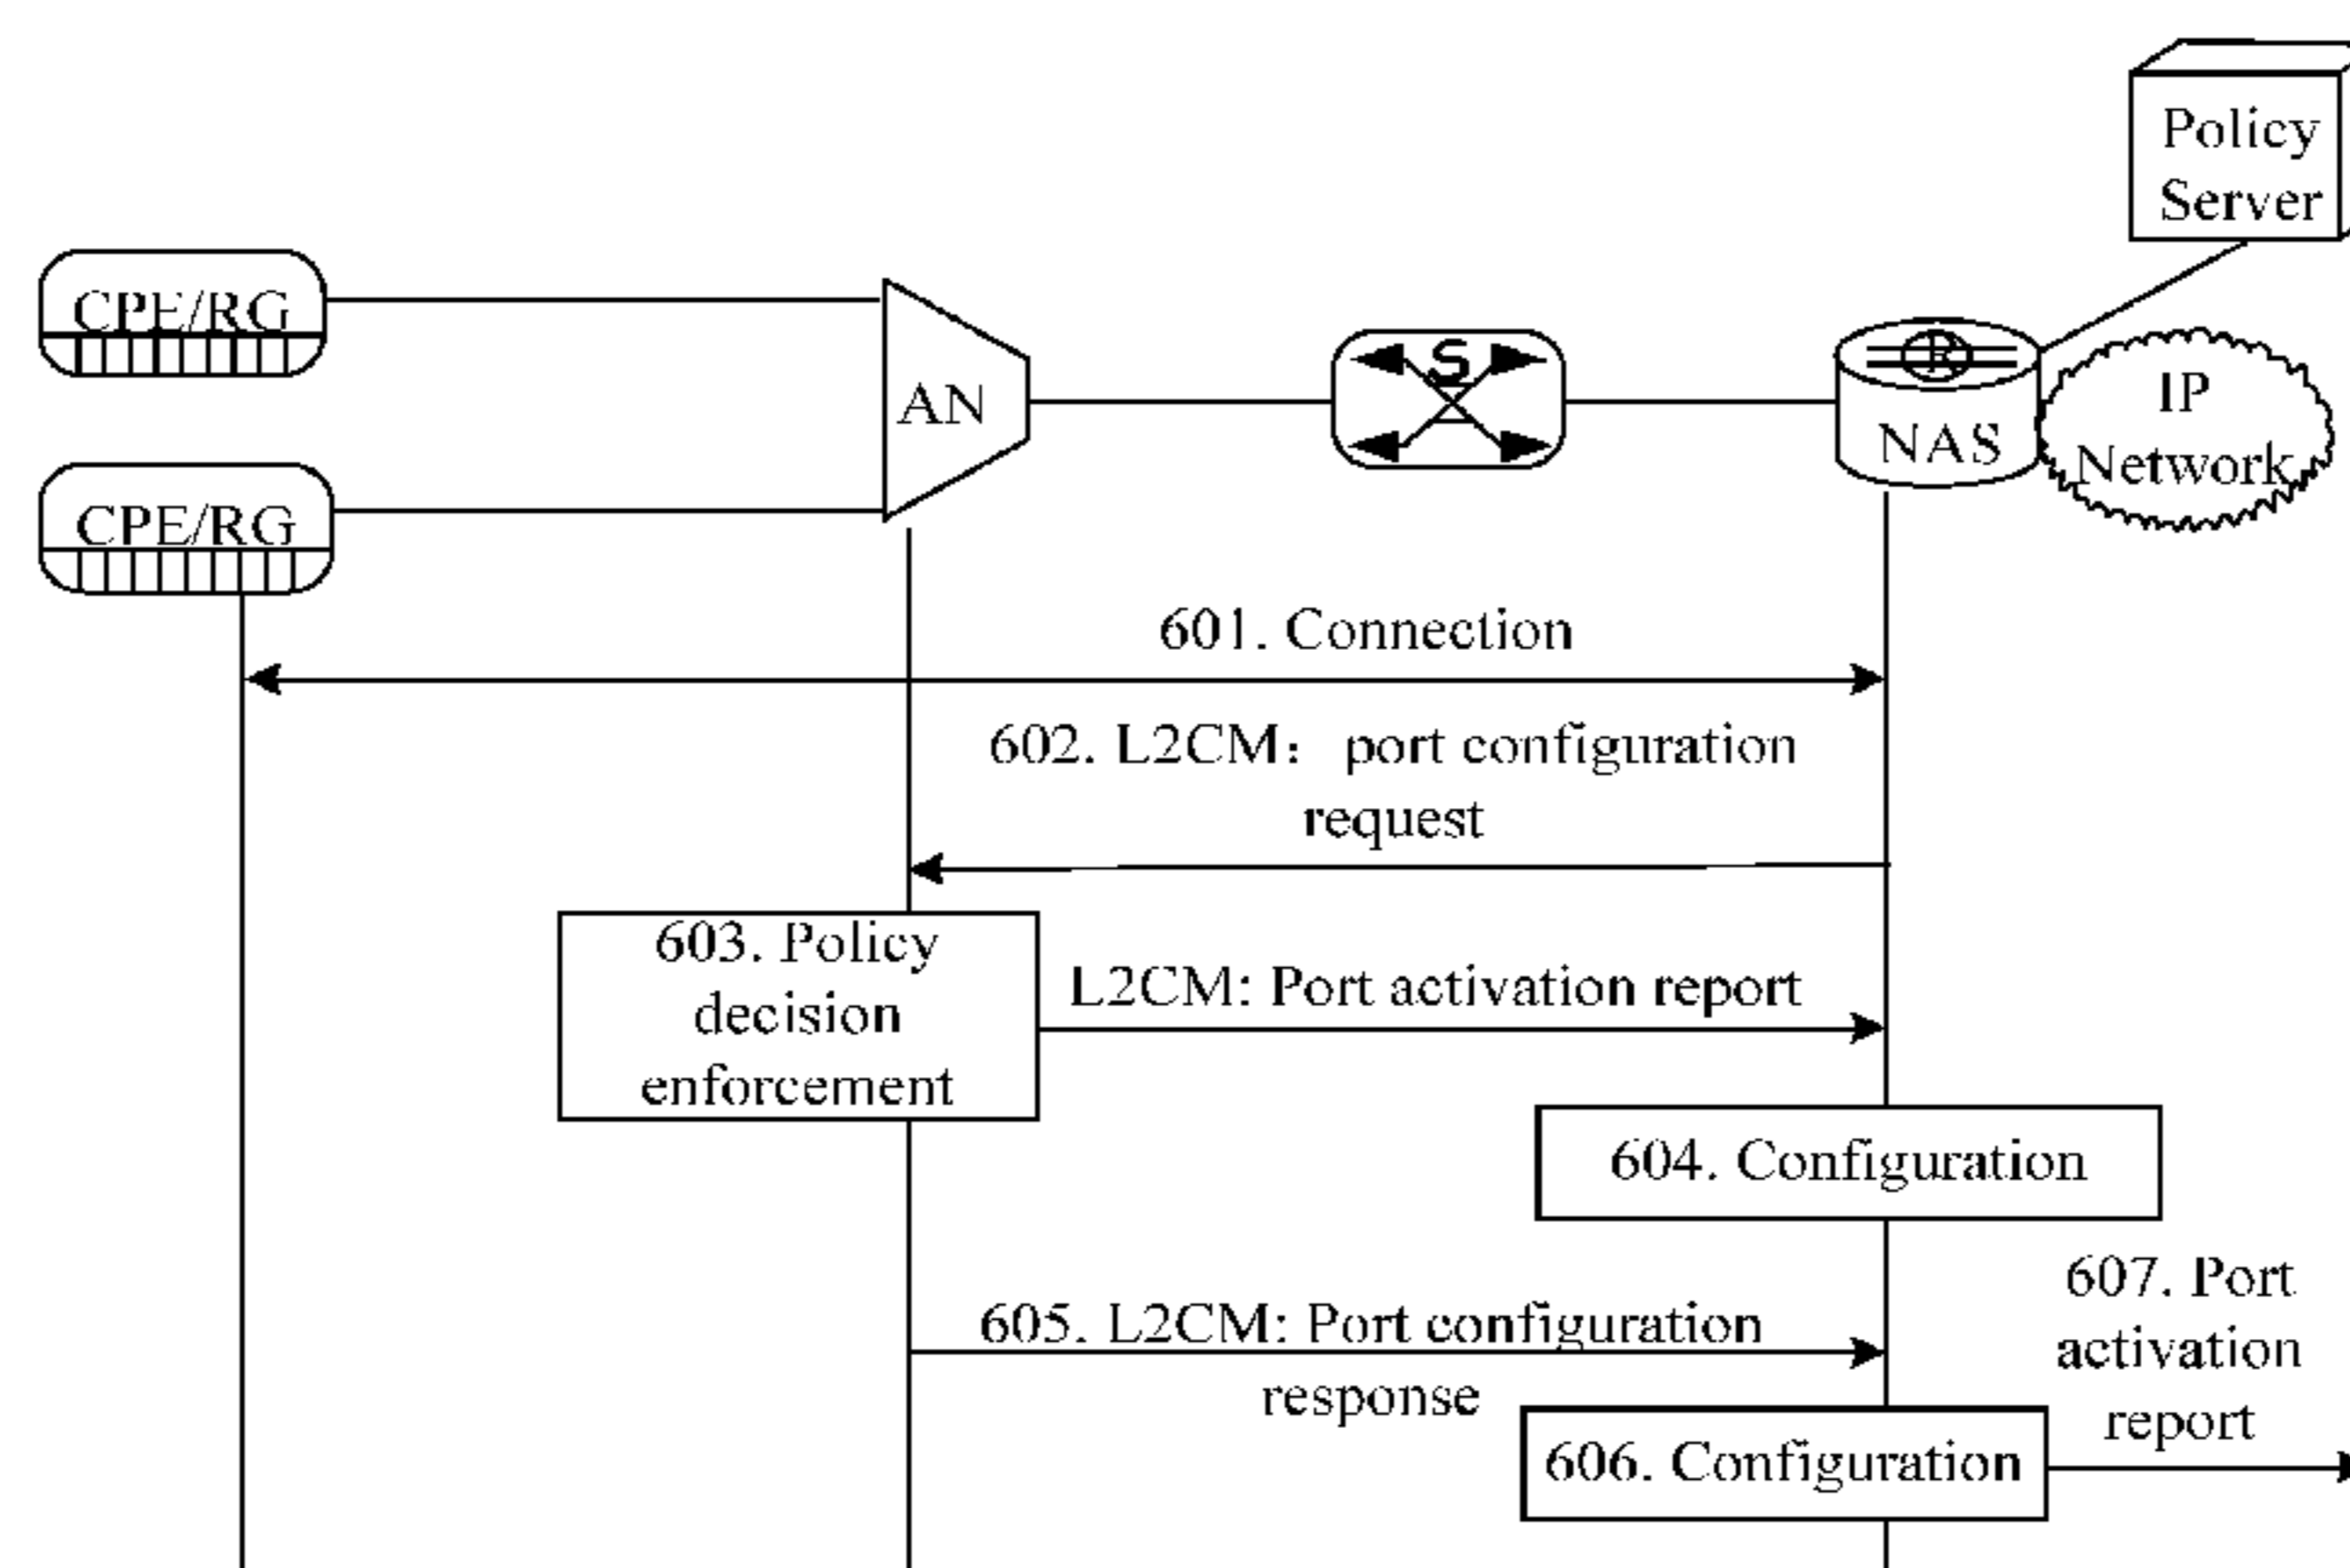 Policy
Server
CPE/RG
S
R
IP
AN
NAS
Network
CPE/RG
601. Connection
602. L2CM： port configuration
request
603. Policy
decision
enforcement
L2CM: Port activation report
604. Configuration
607. Port
activation
report
605. L2CM: Port configuration
response
606. Configuration